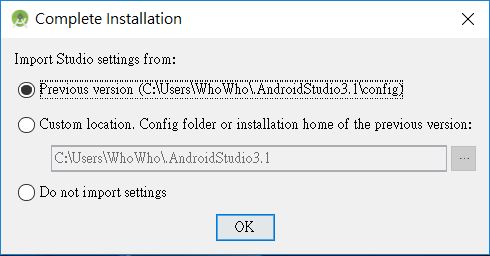 Complete Installation
Import Studio settings from:
Previous version (C:\Users\WhoWho\.AndroidStudio3.1\config)
Custom location. Config folder or installation home of the previous version:
C:\Users\WhoWho\.AndroidStudio3.1
...
Do not import settings
OK